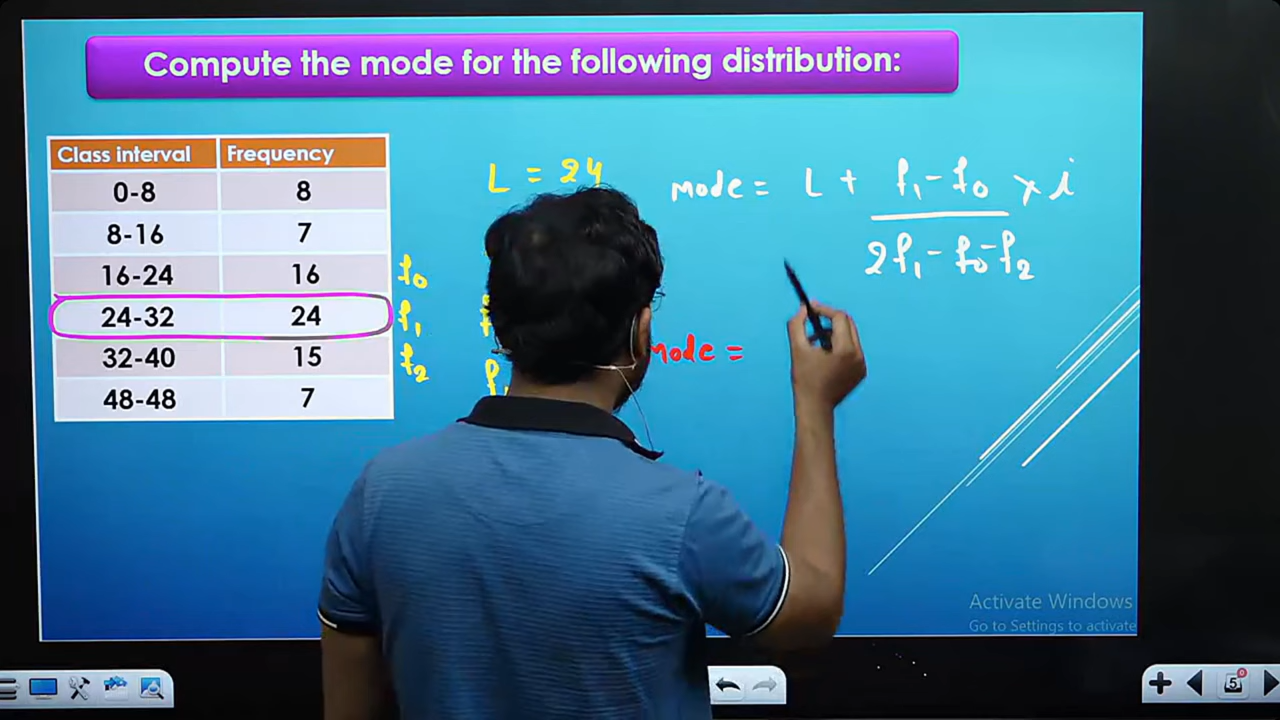 Compute the mode for the following distribution:
Class interval Frequency
0-8 8
8-16 7
16-24 16 f₀
24-32 24 f₁
32-40 15 f₂
48-48 7
L = 24
mode = L + f₁ - f₀ × i
2f₁ - f₀ - f₂
mode =
Activate Windows
Go to Settings to activate
5